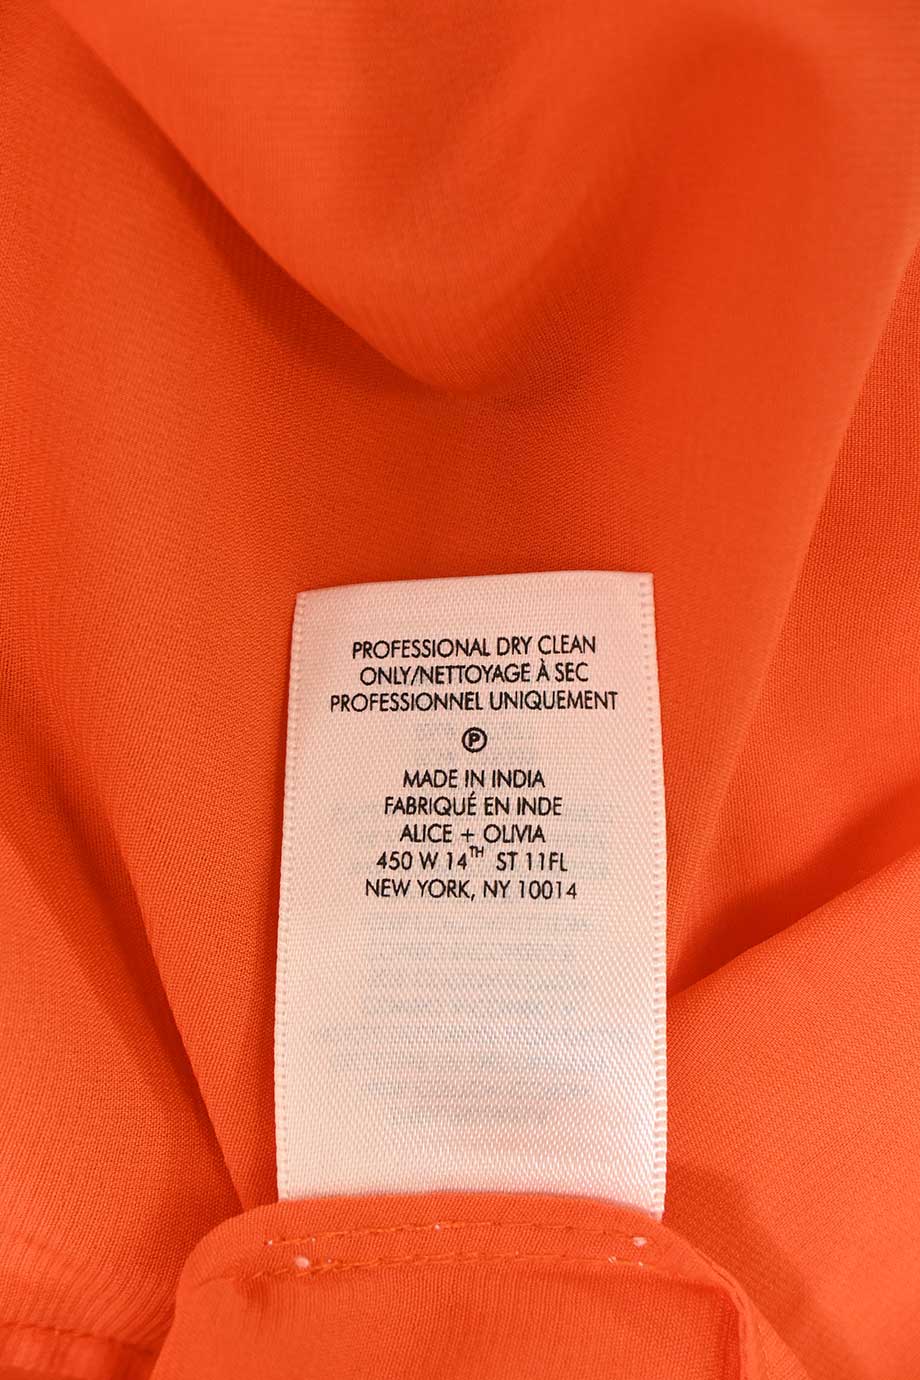 PROFESSIONAL DRY CLEAN
ONLY/NETTOYAGE À SEC
PROFESSIONNEL UNIQUEMENT
Ⓟ
MADE IN INDIA
FABRIQUÉ EN INDE
ALICE + OLIVIA
450 W 14TH ST 11FL
NEW YORK, NY 10014